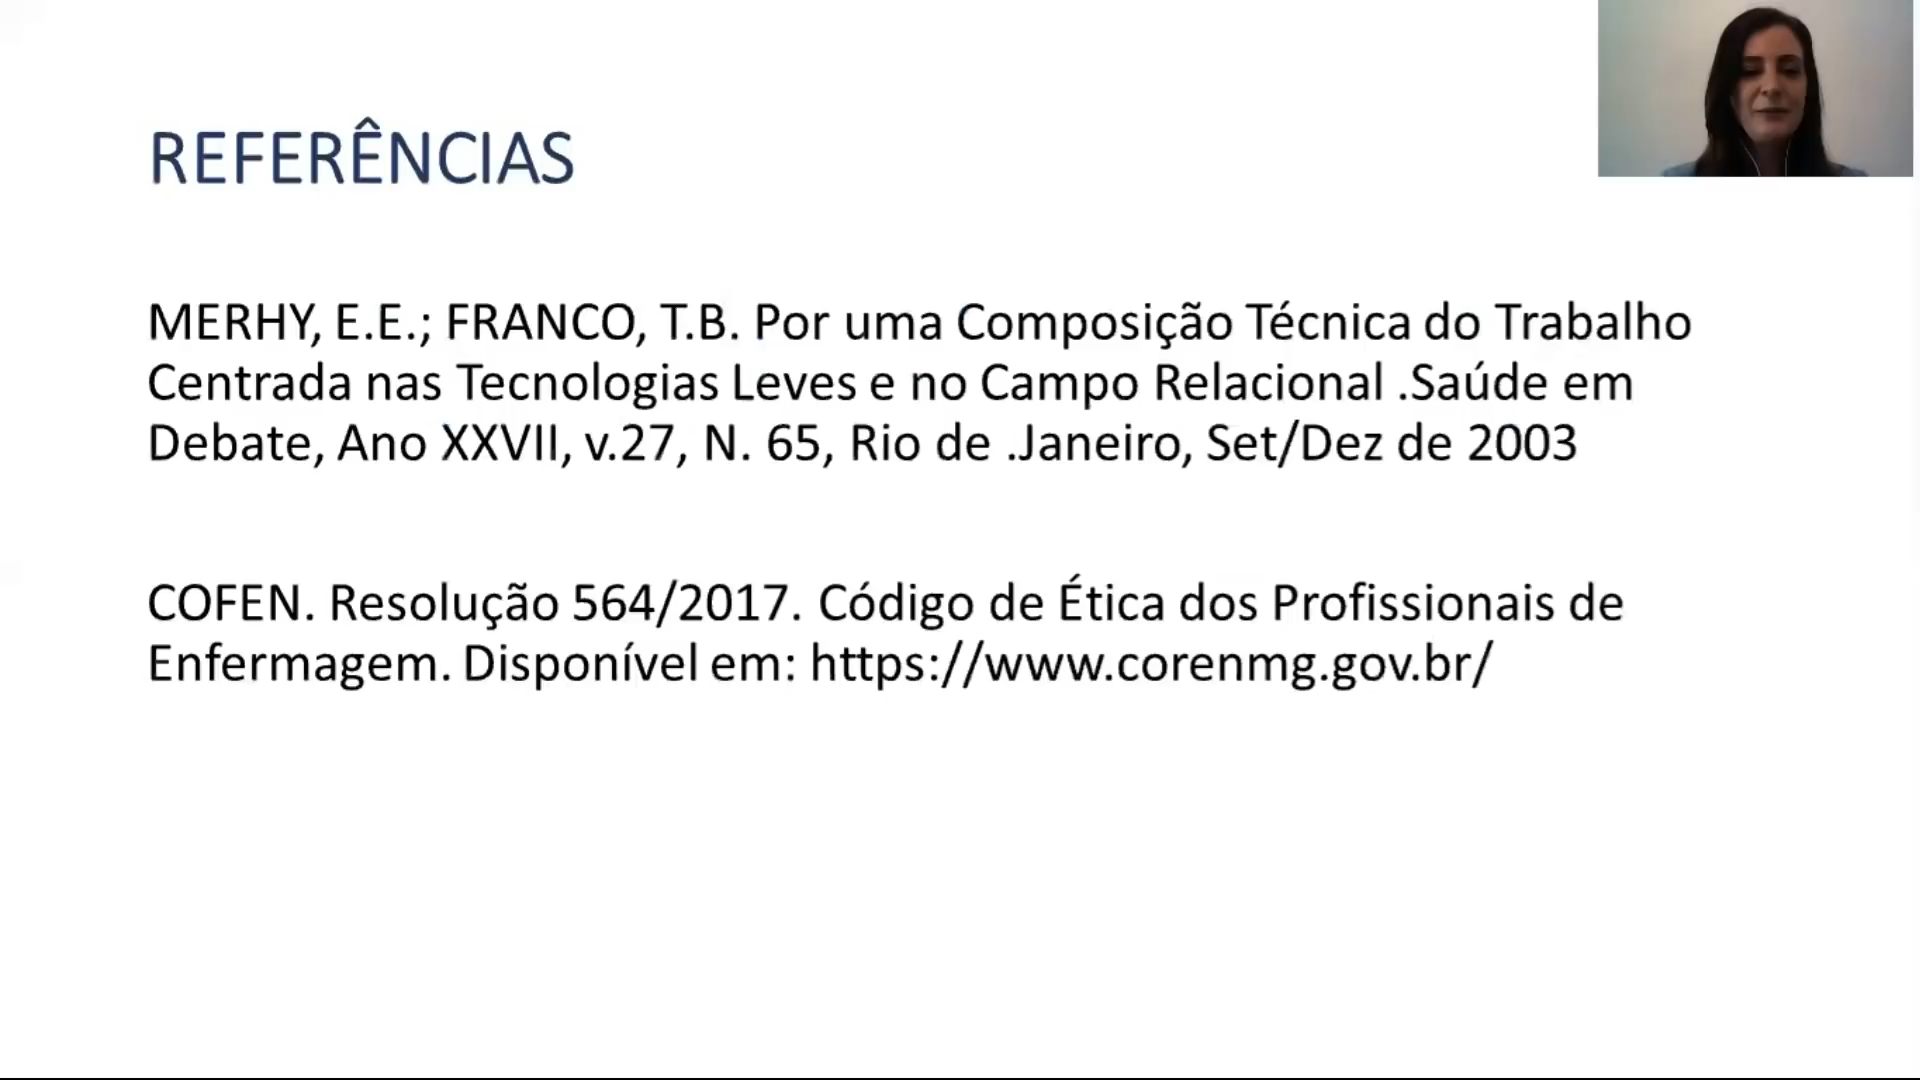 REFERÊNCIAS
MERHY, E.E.; FRANCO, T.B. Por uma Composição Técnica do Trabalho
Centrada nas Tecnologias Leves e no Campo Relacional .Saúde em
Debate, Ano XXVII, v.27, N. 65, Rio de .Janeiro, Set/Dez de 2003
COFEN. Resolução 564/2017. Código de Ética dos Profissionais de
Enfermagem. Disponível em: https://www.corenmg.gov.br/